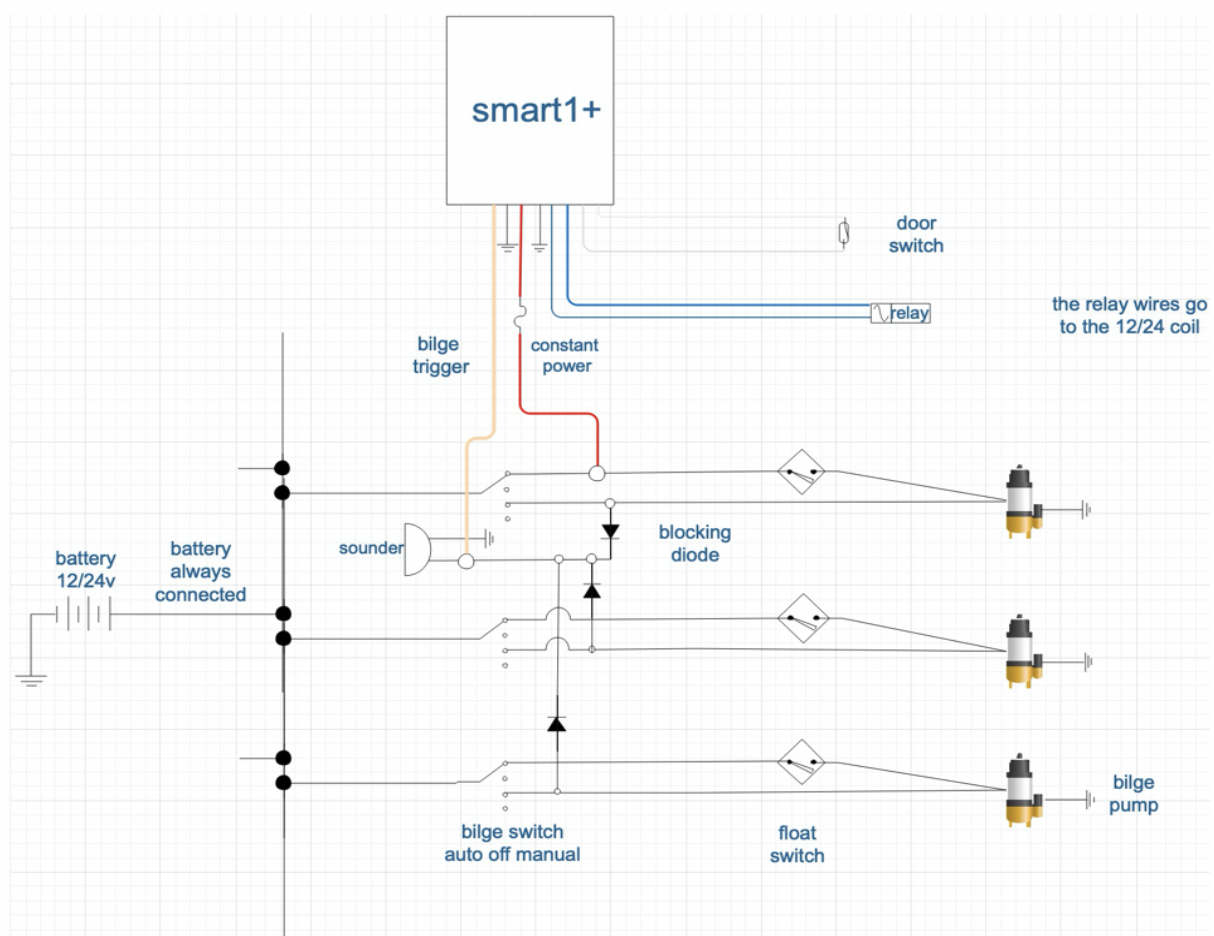 smart1+
door
switch
the relay wires go
to the 12/24 coil
relay
bilge
trigger
constant
power
sounder
blocking
diode
battery
12/24v
battery
always
connected
bilge
pump
bilge switch
auto off manual
float
switch